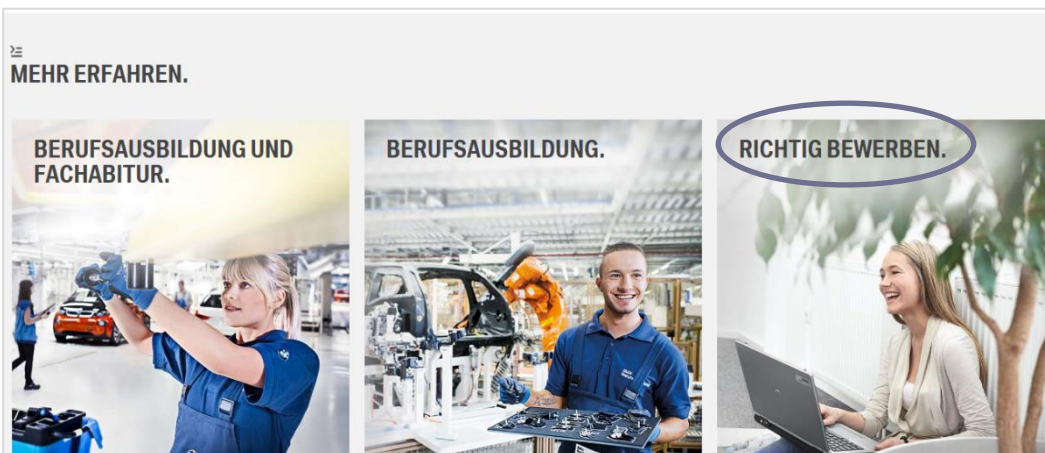 MEHR ERFAHREN.
BERUFSAUSBILDUNG UND
FACHABITUR.
BERUFSAUSBILDUNG.
RICHTIG BEWERBEN.